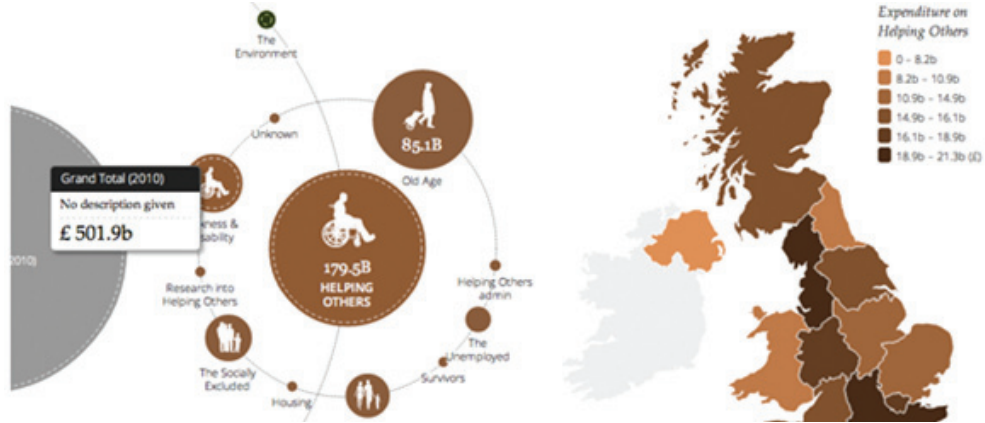 The
Environment
Unknown
85.1B
Old Age
Grand Total (2010)
No description given
£ 501.9b
2010)
kness &
sability
179.5B
HELPING
OTHERS
Research into
Helping Others
Helping Others
admin
The Socially
Excluded
The
Unemployed
Survivors
Housing
Expenditure on
Helping Others
0 – 8.2b
8.2b – 10.9b
10.9b – 14.9b
14.9b – 16.1b
16.1b – 18.9b
18.9b – 21.3b (£)